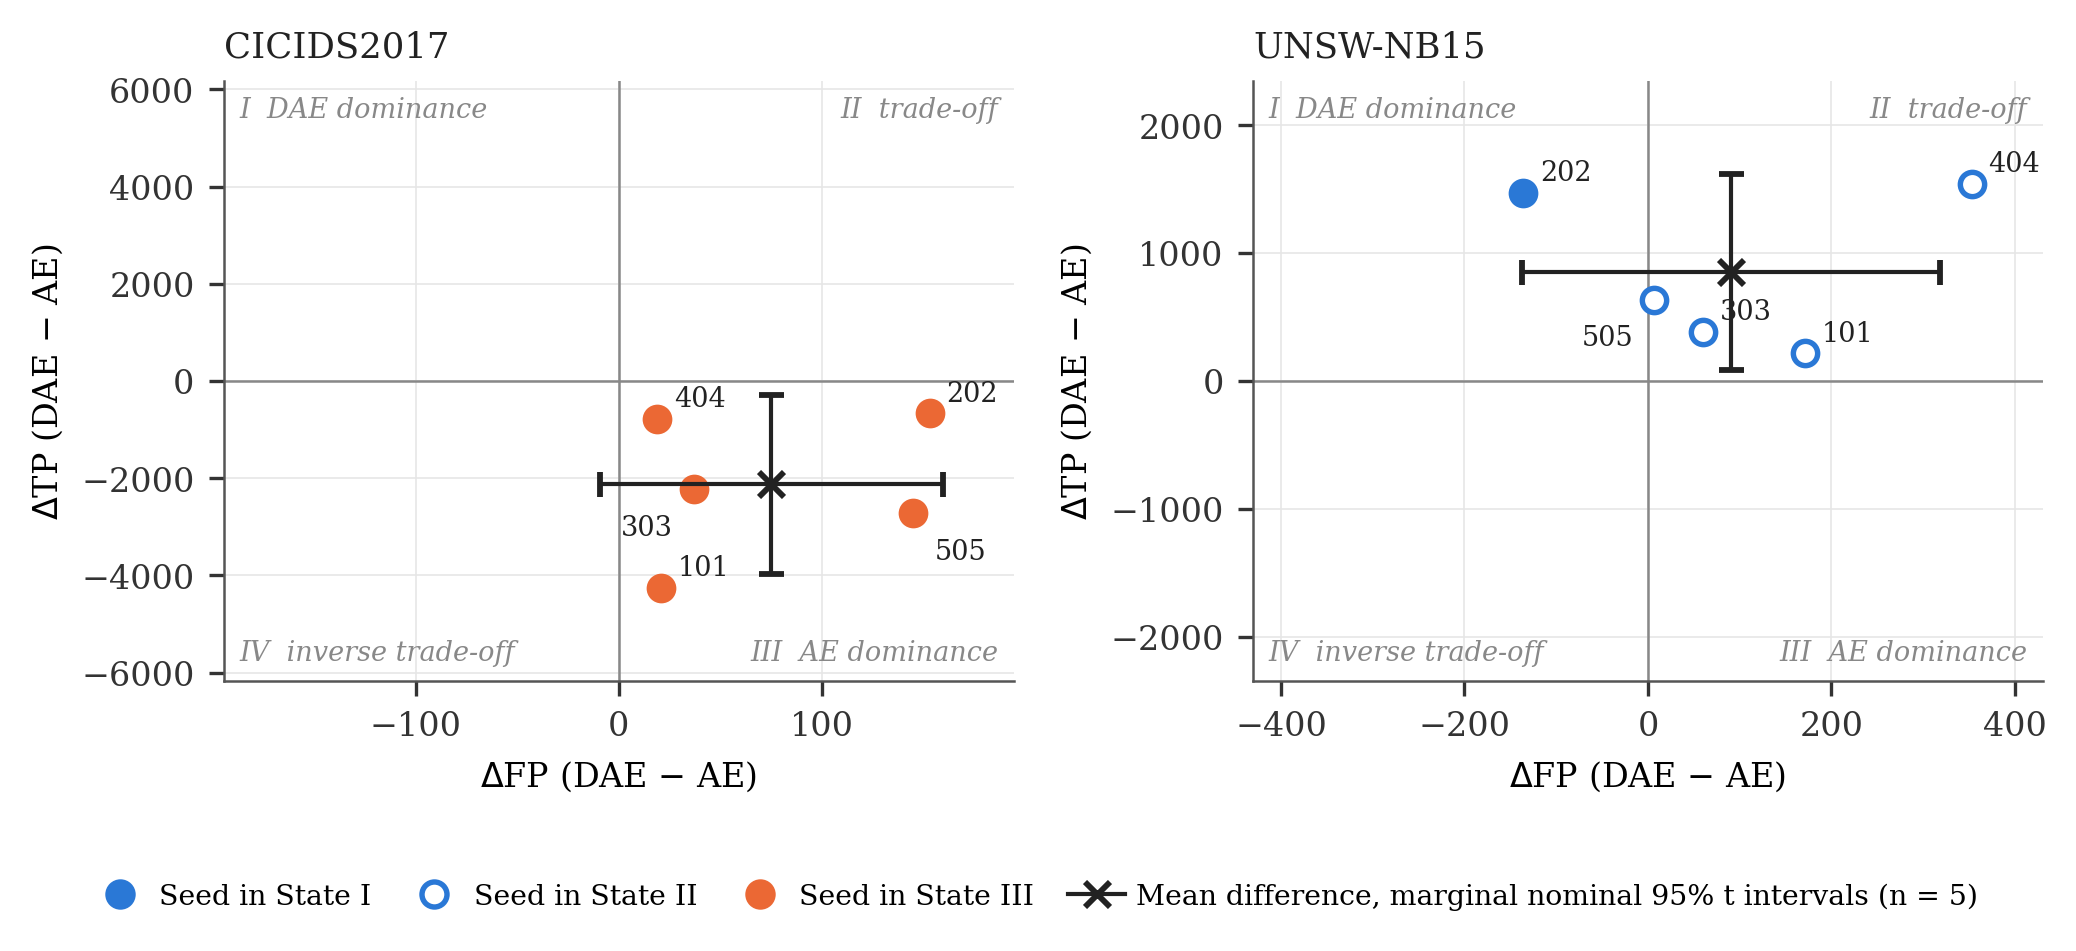 CICIDS2017
6000
4000
2000
0
−2000
−4000
−6000
ΔTP (DAE − AE)
I DAE dominance
II trade-off
404
202
303
505
101
IV inverse trade-off
III AE dominance
−100
0
100
ΔFP (DAE − AE)
UNSW-NB15
2000
1000
0
−1000
−2000
ΔTP (DAE − AE)
I DAE dominance
II trade-off
202
404
303
505
101
IV inverse trade-off
III AE dominance
−400
−200
0
200
400
ΔFP (DAE − AE)
Seed in State I
Seed in State II
Seed in State III
Mean difference, marginal nominal 95% t intervals (n = 5)